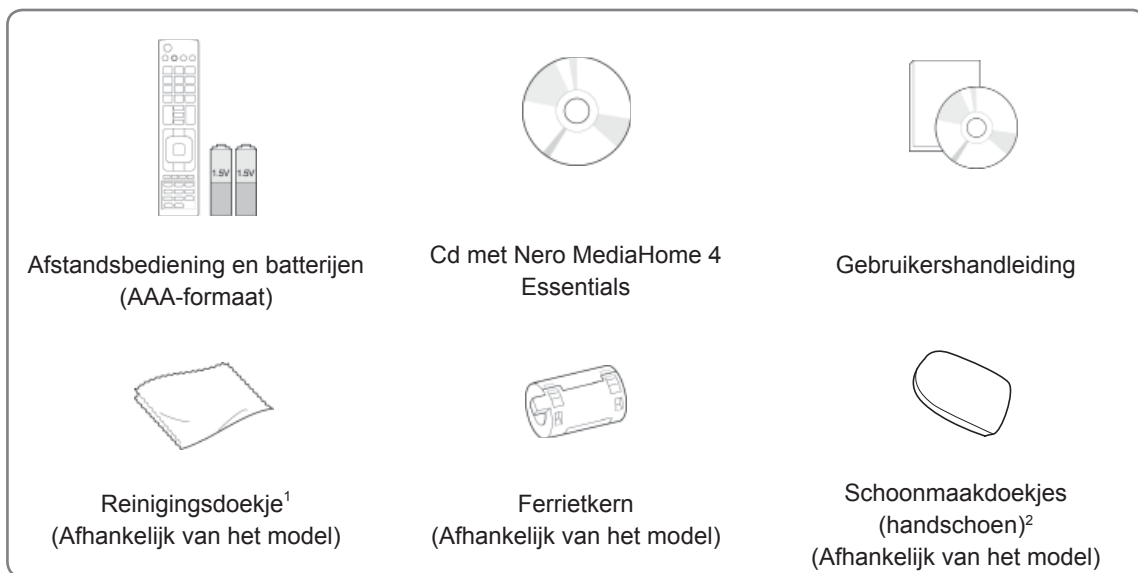 1.5V 1.5V
Afstandsbediening en batterijen
(AAA-formaat)
Cd met Nero MediaHome 4
Essentials
Gebruikershandleiding
Reinigingsdoekje¹
(Afhankelijk van het model)
Ferrietkern
(Afhankelijk van het model)
Schoonmaakdoekjes
(handschoen)²
(Afhankelijk van het model)